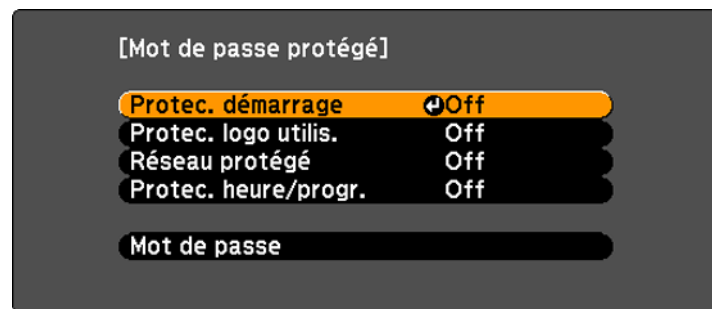 [Mot de passe protégé]
Protec. démarrage Off
Protec. logo utilis. Off
Réseau protégé Off
Protec. heure/progr. Off
Mot de passe